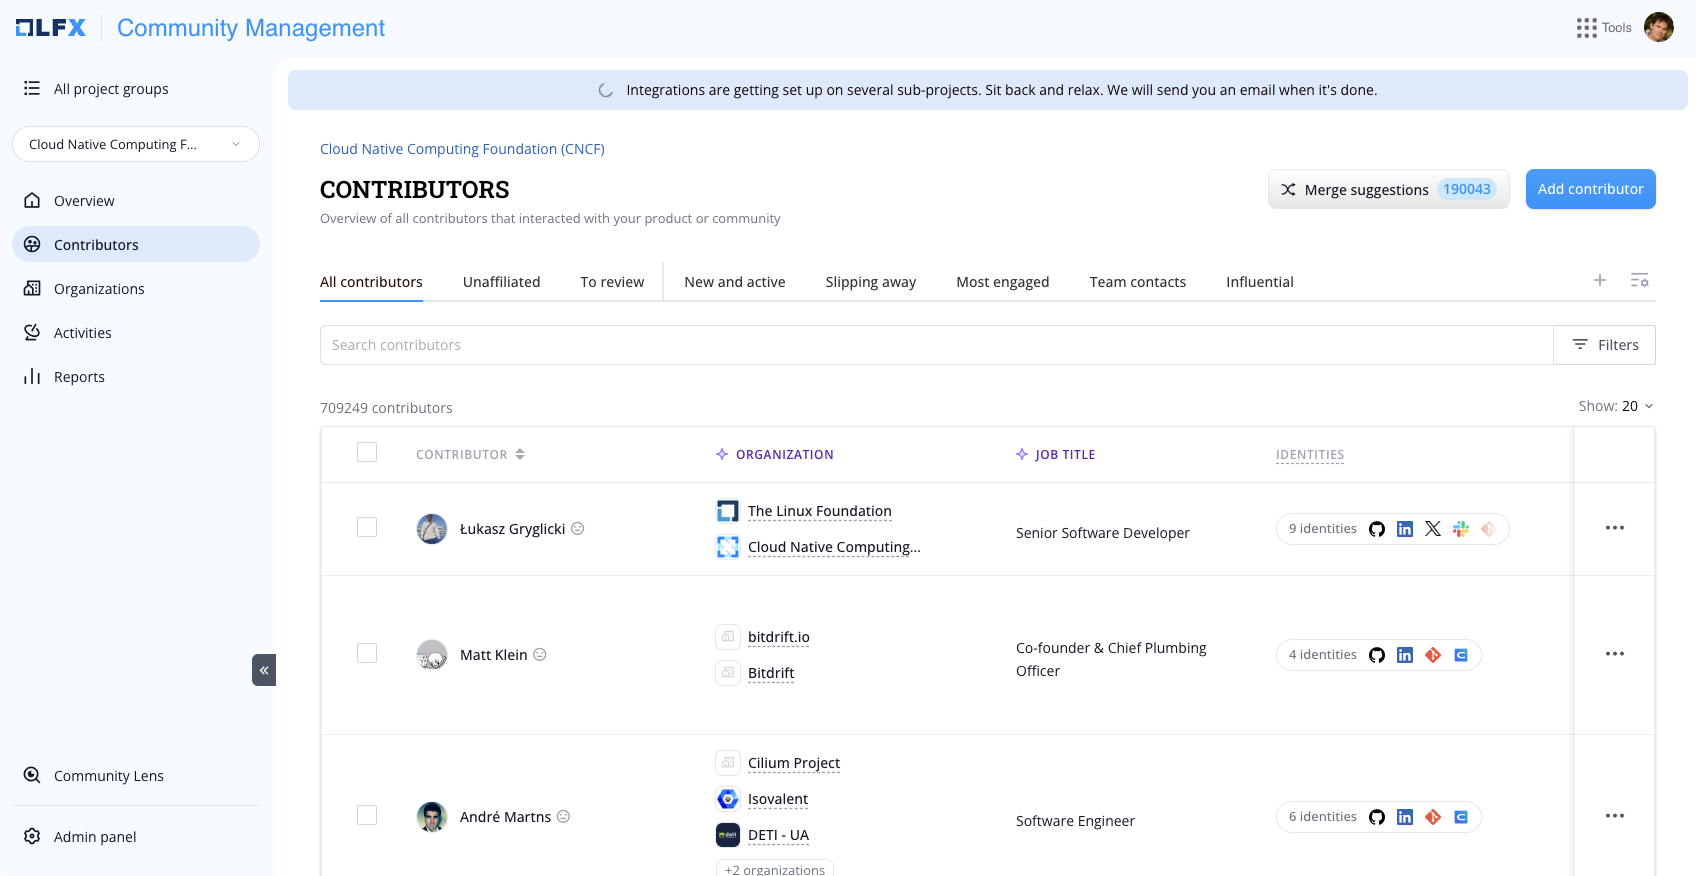 LFX
Community Management
Tools
All project groups
Cloud Native Computing F...
Overview
Contributors
Organizations
Activities
Reports
Community Lens
Admin panel
Integrations are getting set up on several sub-projects. Sit back and relax. We will send you an email when it's done.
Cloud Native Computing Foundation (CNCF)
CONTRIBUTORS
Overview of all contributors that interacted with your product or community
Merge suggestions 190043
Add contributor
All contributors Unaffiliated To review New and active Slipping away Most engaged Team contacts Influential
Search contributors
Filters
709249 contributors
Show: 20
CONTRIBUTOR ORGANIZATION JOB TITLE IDENTITIES
Łukasz Gryglicki
The Linux Foundation
Cloud Native Computing...
Senior Software Developer
9 identities
Matt Klein
bitdrift.io
Bitdrift
Co-founder & Chief Plumbing
Officer
4 identities
André Martns
Cilium Project
Isovalent
DETI - UA
+2 organizations
Software Engineer
6 identities